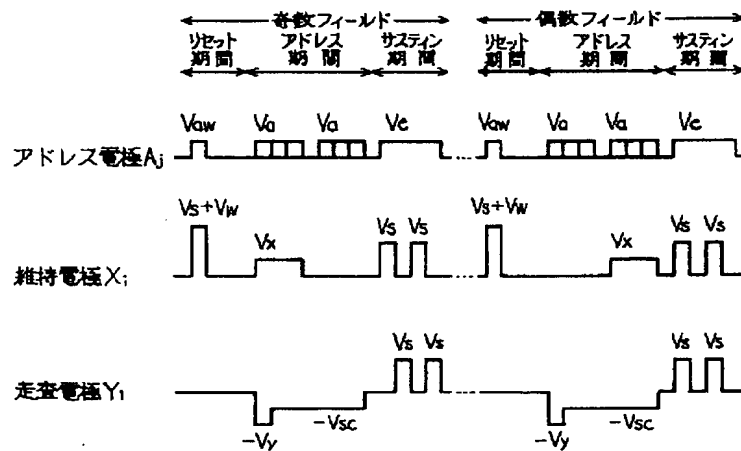 奇数フィールド 偶数フィールド
リセット 期間 アドレス 期間 サスティン 期間 リセット 期間 アドレス 期間 サスティン 期間
Vaw Va Va Ve Vaw Va Va Ve
アドレス電極Aj
Vs+Vw Vx Vs Vs Vs+Vw Vx Vs Vs
維持電極Xi
Vs Vs Vs Vs
走査電極Y1
-Vy -Vsc -Vy -Vsc